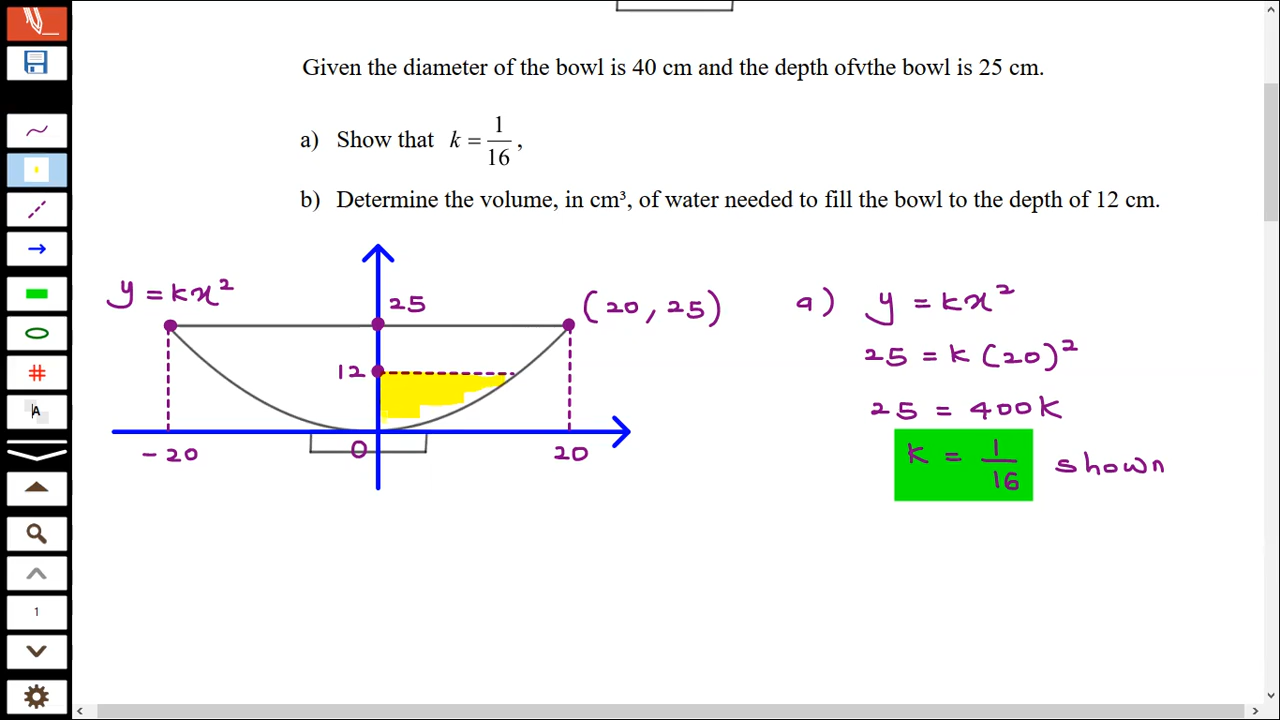 Given the diameter of the bowl is 40 cm and the depth ofvthe bowl is 25 cm.
a) Show that k = 1/16 ,
b) Determine the volume, in cm³, of water needed to fill the bowl to the depth of 12 cm.
y = kx²
25
(20, 25)
12
-20
0
20
a) y = kx²
25 = k (20)²
25 = 400k
k = 1/16 shown
A
1